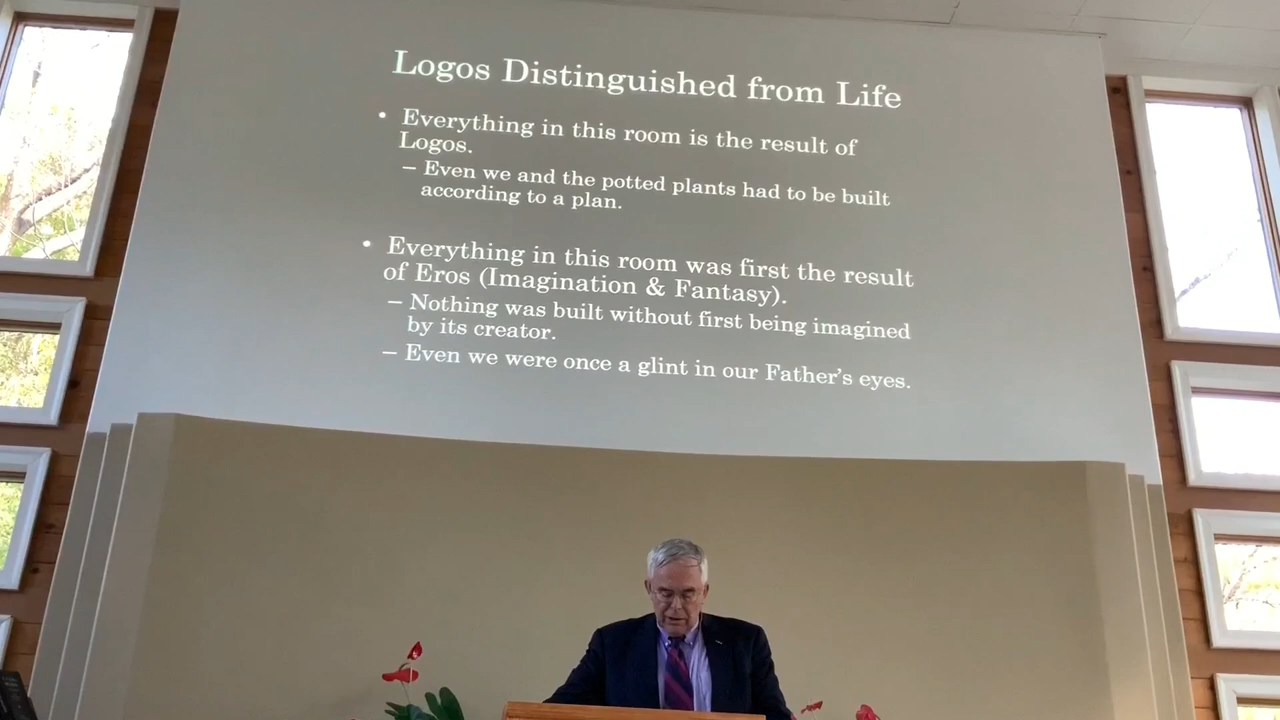 Logos Distinguished from Life
• Everything in this room is the result of
Logos.
– Even we and the potted plants had to be built
according to a plan.
• Everything in this room was first the result
of Eros (Imagination & Fantasy).
– Nothing was built without first being imagined
by its creator.
– Even we were once a glint in our Father's eyes.